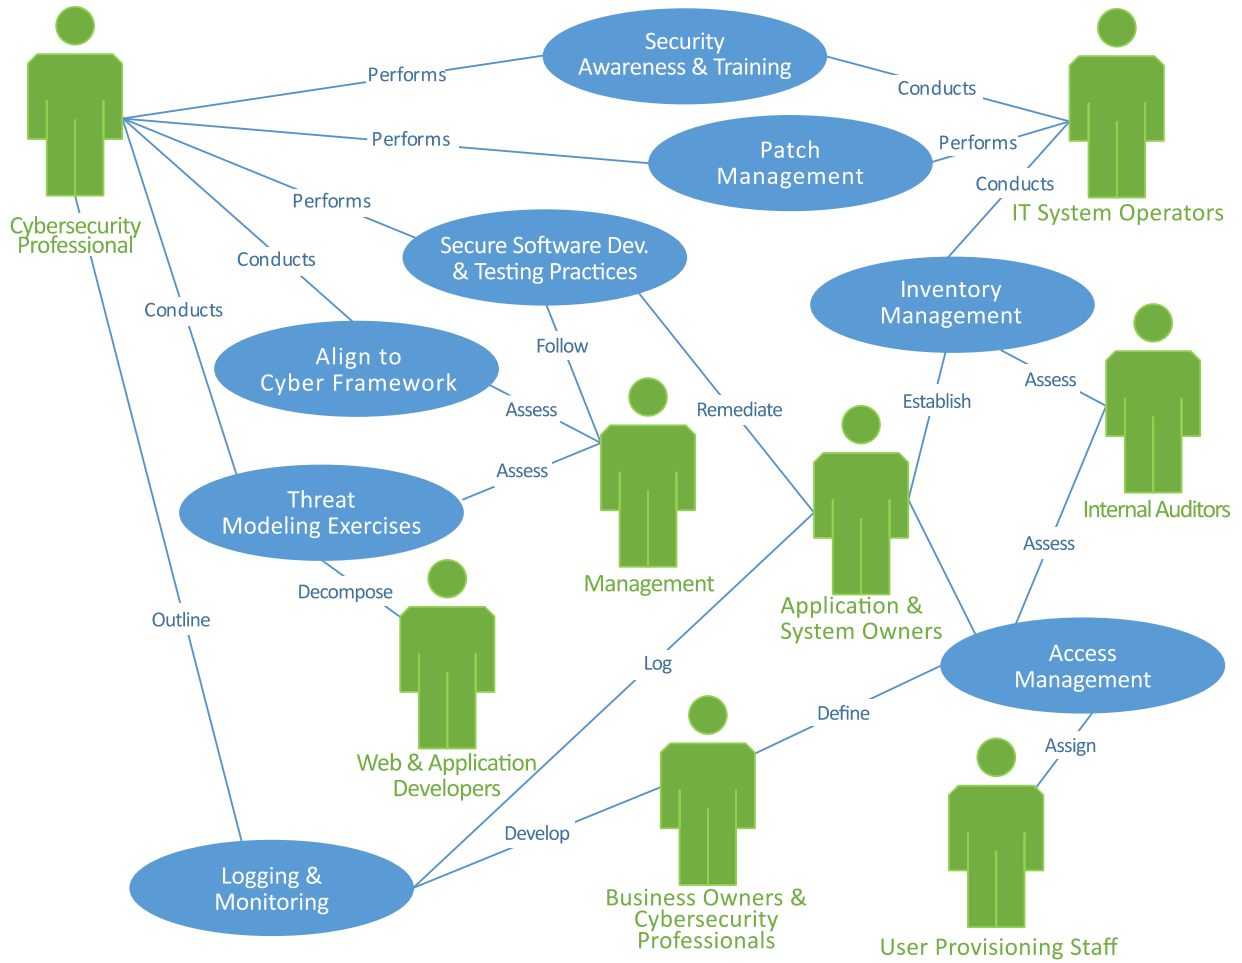 Security
Awareness & Training
Performs
Conducts
Patch
Management
Performs
Performs
Conducts
IT System Operators
Cybersecurity
Professional
Performs
Secure Software Dev.
& Testing Practices
Conducts
Conducts
Inventory
Management
Align to
Cyber Framework
Follow
Assess
Assess
Establish
Remediate
Assess
Threat
Modeling Exercises
Internal Auditors
Assess
Decompose
Management
Application &
System Owners
Outline
Log
Access
Management
Define
Assign
Web & Application
Developers
Develop
Logging &
Monitoring
Business Owners &
Cybersecurity
Professionals
User Provisioning Staff